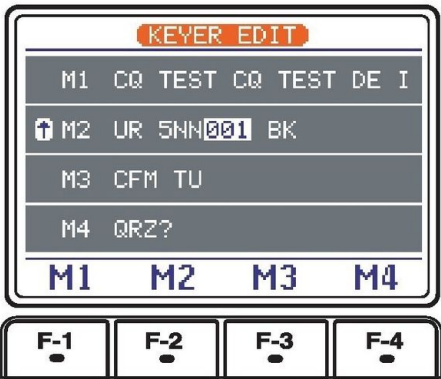 KEYER EDIT
M1 CQ TEST CQ TEST DE I
↑ M2 UR 5NN001 BK
M3 CFM TU
M4 QRZ?
M1 M2 M3 M4
F-1 F-2 F-3 F-4